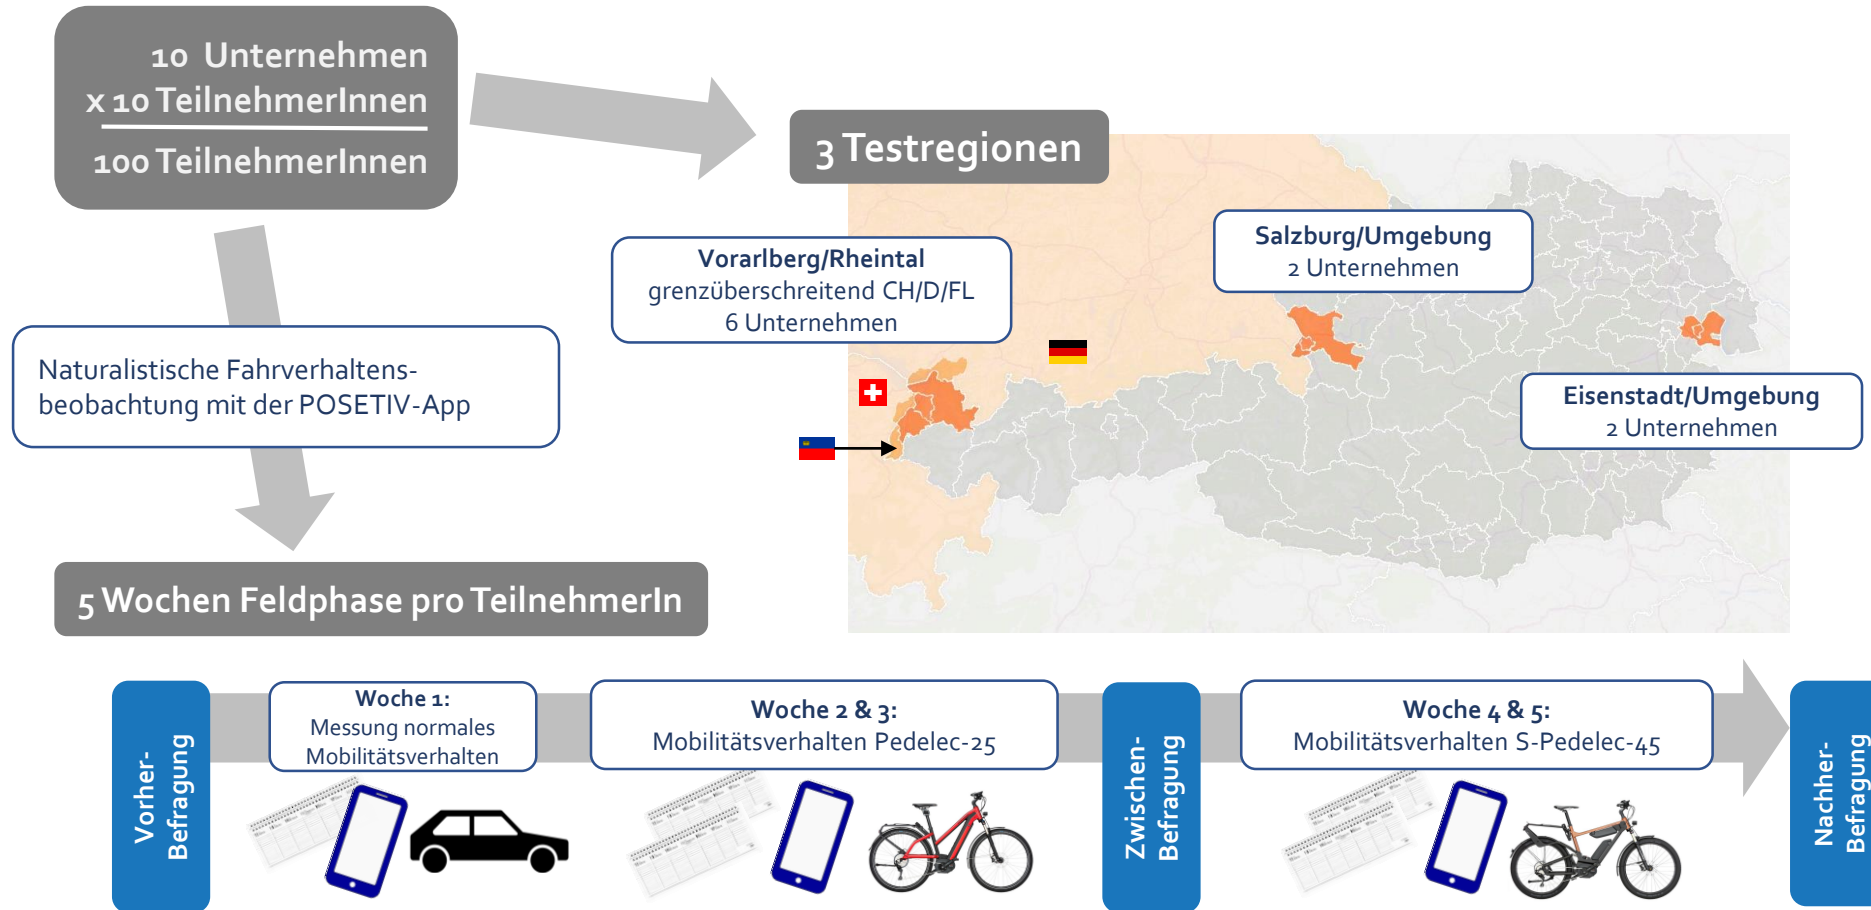 10 Unternehmen
x 10 TeilnehmerInnen
100 TeilnehmerInnen
3 Testregionen
Vorarlberg/Rheintal
grenzüberschreitend CH/D/FL
6 Unternehmen
Salzburg/Umgebung
2 Unternehmen
Eisenstadt/Umgebung
2 Unternehmen
Naturalistische Fahrverhaltens-
beobachtung mit der POSETIV-App
5 Wochen Feldphase pro TeilnehmerIn
Vorher-
Befragung
Woche 1:
Messung normales
Mobilitätsverhalten
Woche 2 & 3:
Mobilitätsverhalten Pedelec-25
Zwischen-
Befragung
Woche 4 & 5:
Mobilitätsverhalten S-Pedelec-45
Nachher-
Befragung